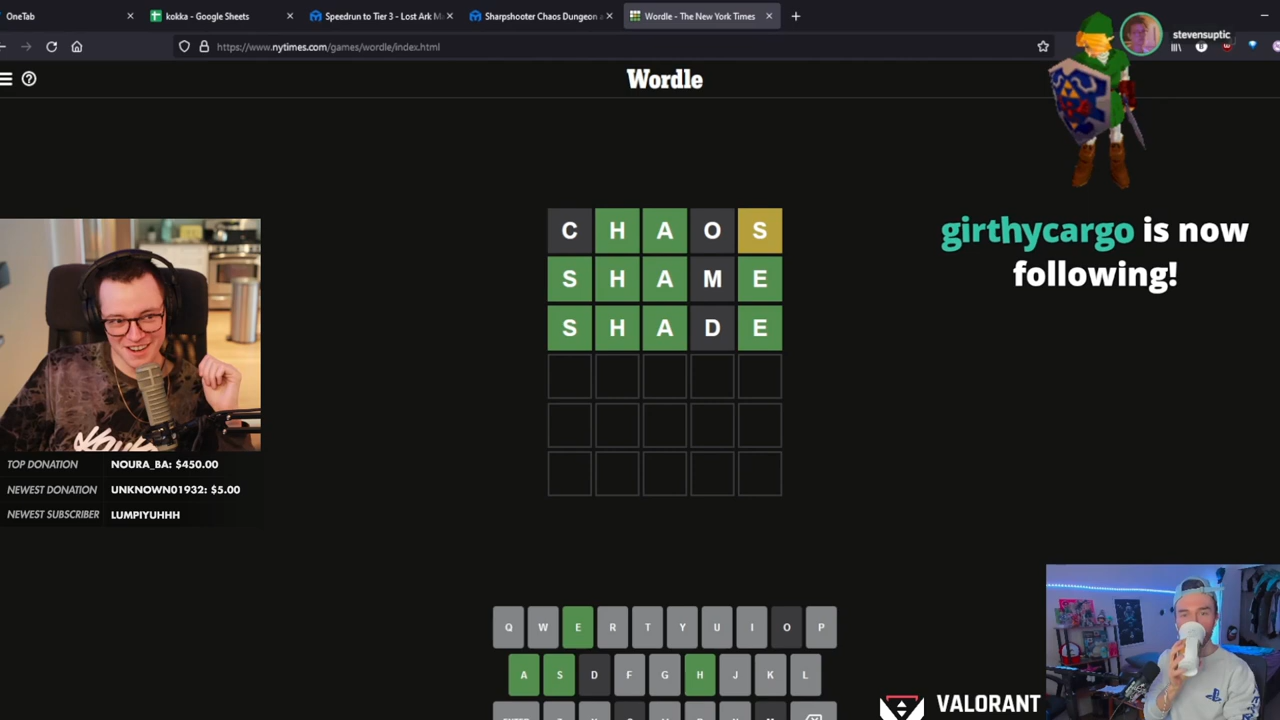 OneTab
kokka - Google Sheets
Speedrun to Tier 3 - Lost Ark M
Sharpshooter Chaos Dungeon a
Wordle - The New York Times
https://www.nytimes.com/games/wordle/index.html
stevensuptic
Wordle
C H A O S
S H A M E
S H A D E
girthycargo is now
following!
TOP DONATION NOURA_BA: $450.00
NEWEST DONATION UNKNOWN01932: $5.00
NEWEST SUBSCRIBER LUMPIYUHHH
Q W E R T Y U I O P
A S D F G H J K L
VALORANT